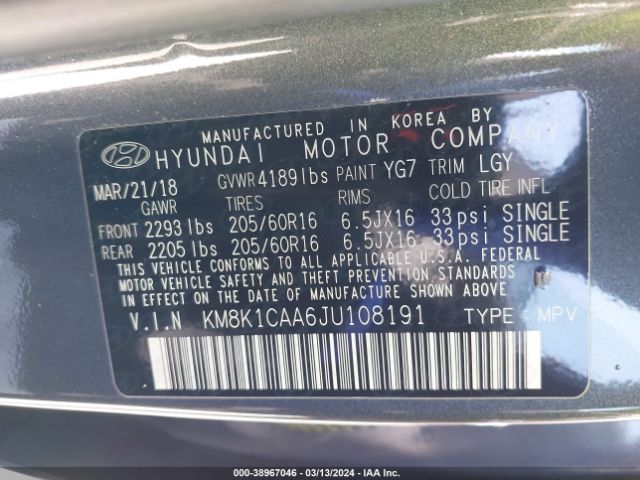 MANUFACTURED IN KOREA BY
HYUNDAI MOTOR COMPANY
MAR/21/18 GVWR 4189lbs PAINT YG7 TRIM LGY
GAWR TIRES RIMS COLD TIRE INFL.
FRONT 2293 lbs 205/60R16 6.5JX16 33psi SINGLE
REAR 2205 lbs 205/60R16 6.5JX16 33psi SINGLE
THIS VEHICLE CONFORMS TO ALL APPLICABLE U.S.A. FEDERAL
MOTOR VEHICLE SAFETY AND THEFT PREVENTION STANDARDS
IN EFFECT ON THE DATE OF MANUFACTURE SHOWN ABOVE.
V.I.N KM8K1CAA6JU108191 TYPE : MPV
000-38967046 - 03/13/2024 - IAA Inc.